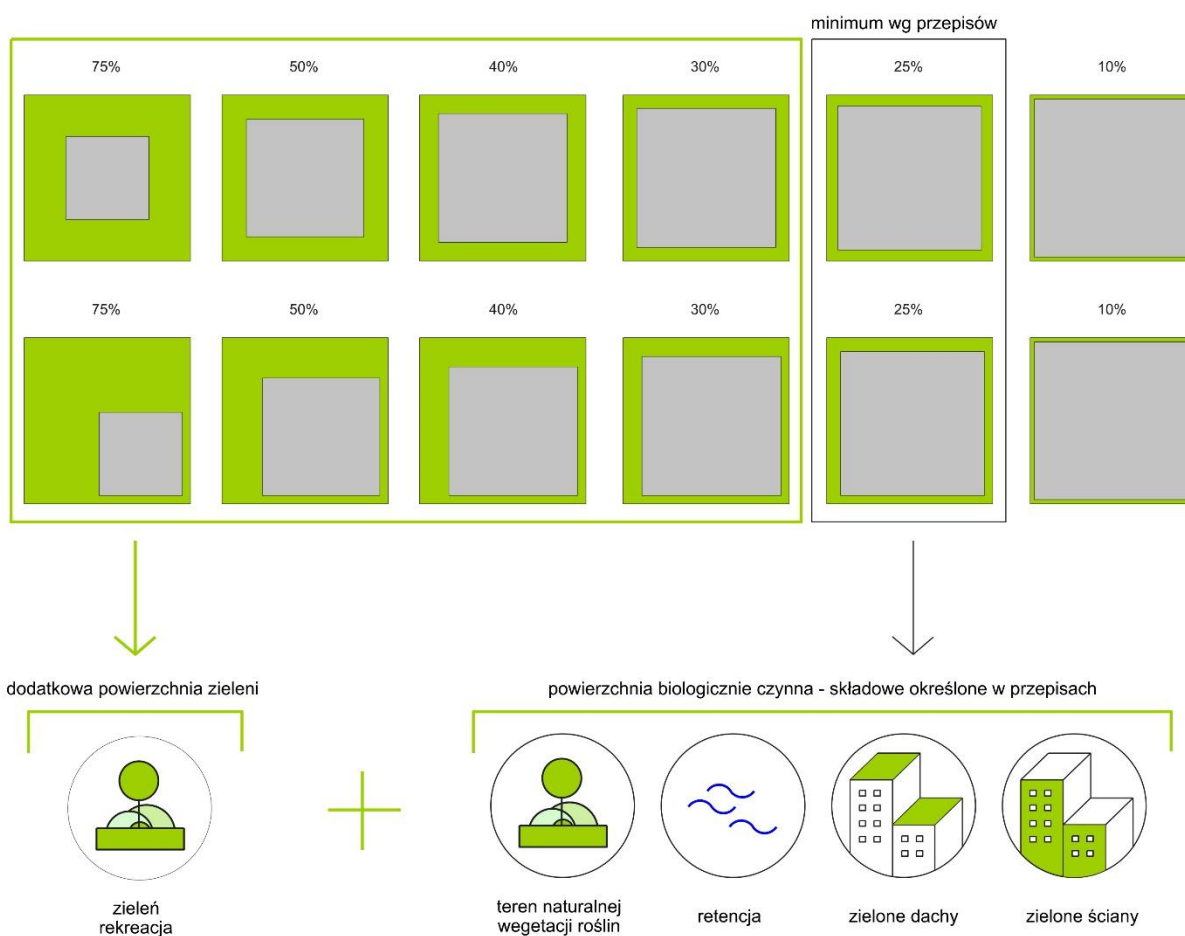 minimum wg przepisów
75%
50%
40%
30%
25%
10%
75%
50%
40%
30%
25%
10%
dodatkowa powierzchnia zieleni
powierzchnia biologicznie czynna - składowe określone w przepisach
zieleń
rekreacja
teren naturalnej
wegetacji roślin
retencja
zielone dachy
zielone ściany